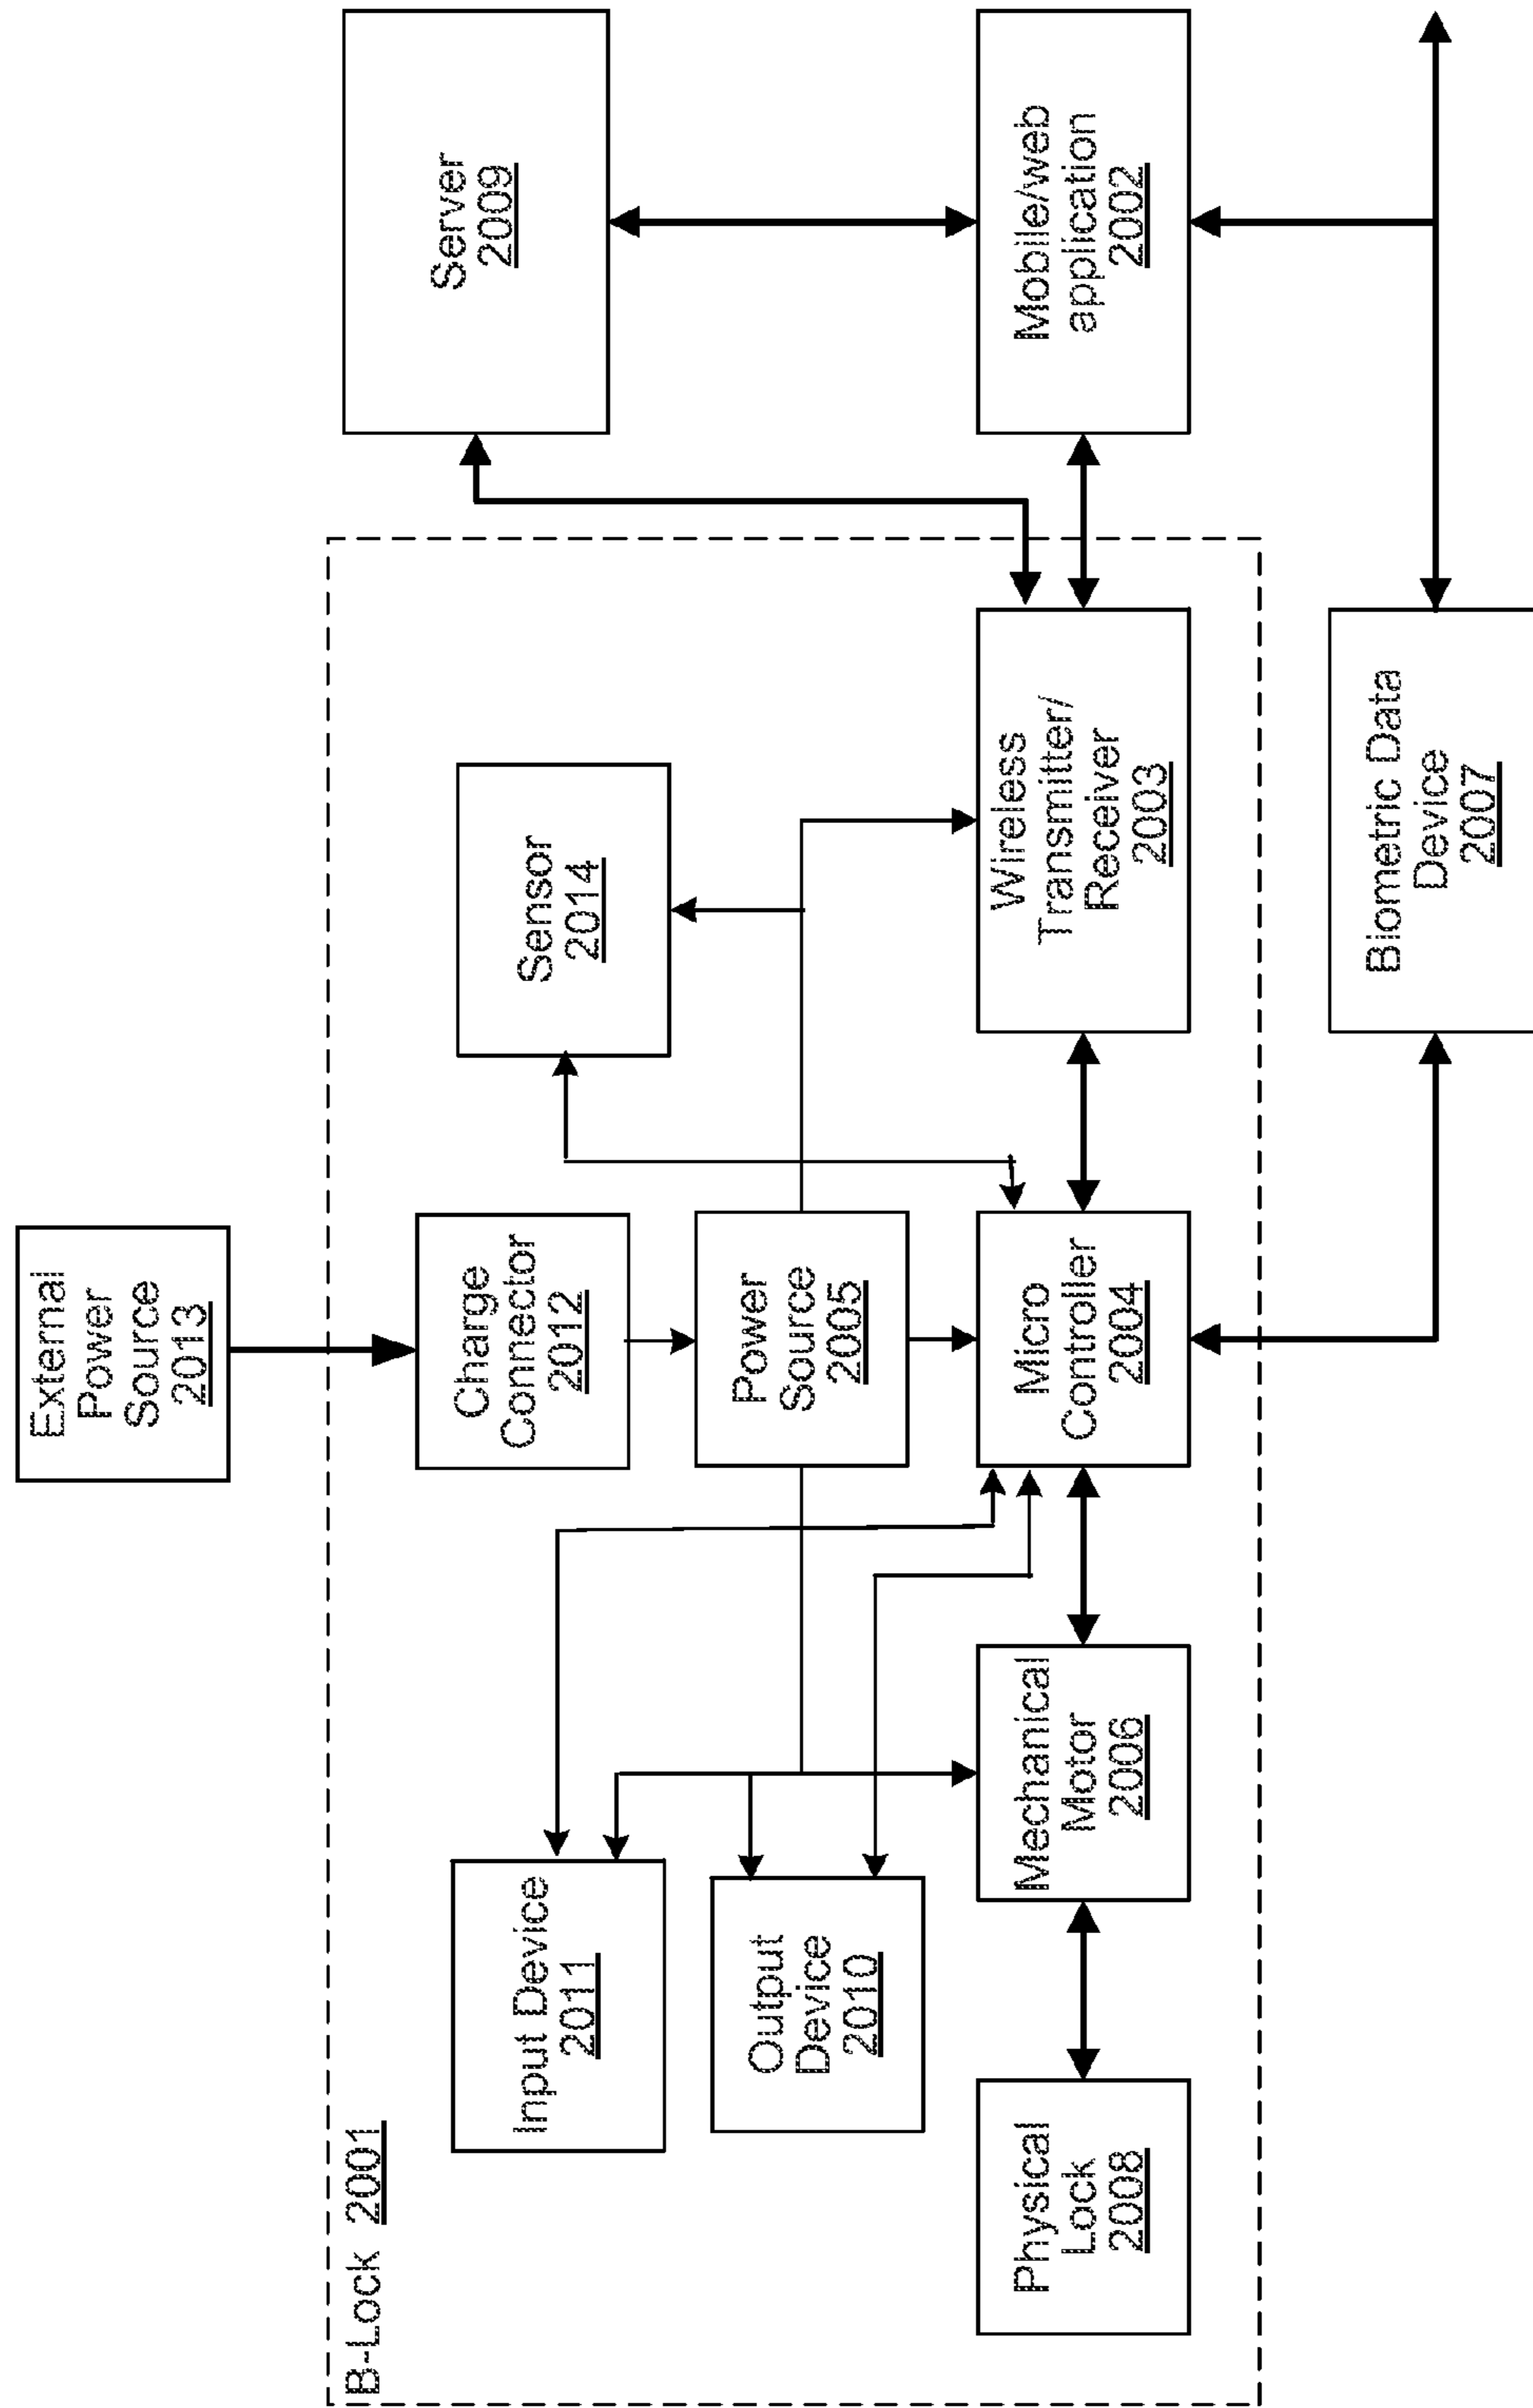 External
Power
Source
2013
B-Lock 2001
Input Device
2011
Charge
Connector
2012
Sensor
2014
Server
2009
Output
Device
2010
Power
Source
2005
Physical
Lock
2008
Mechanical
Motor
2006
Micro
Controller
2004
Wireless
Transmitter/
Receiver
2003
Mobile/web
application
2002
Biometric Data
Device
2007